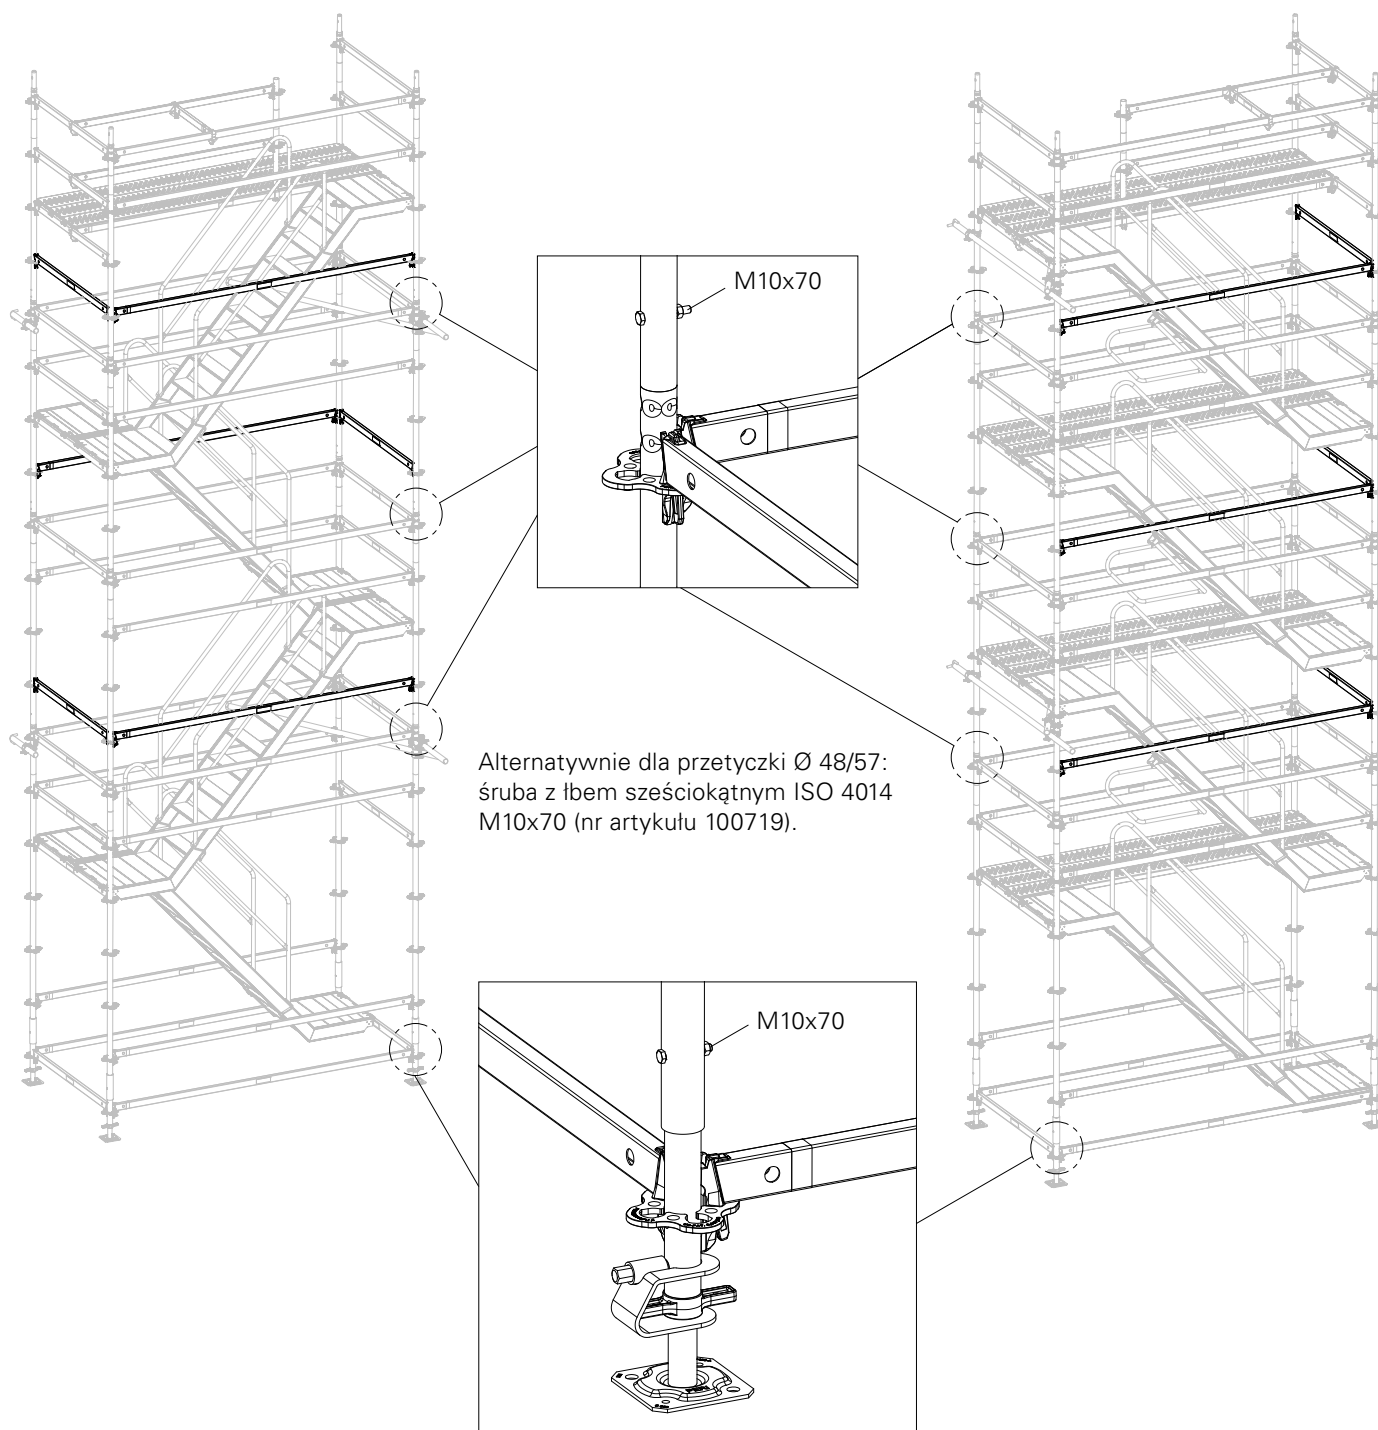 M10x70
Alternatywnie dla przetyczki Ø 48/57:
śruba z łbem sześciokątnym ISO 4014
M10x70 (nr artykułu 100719).
M10x70